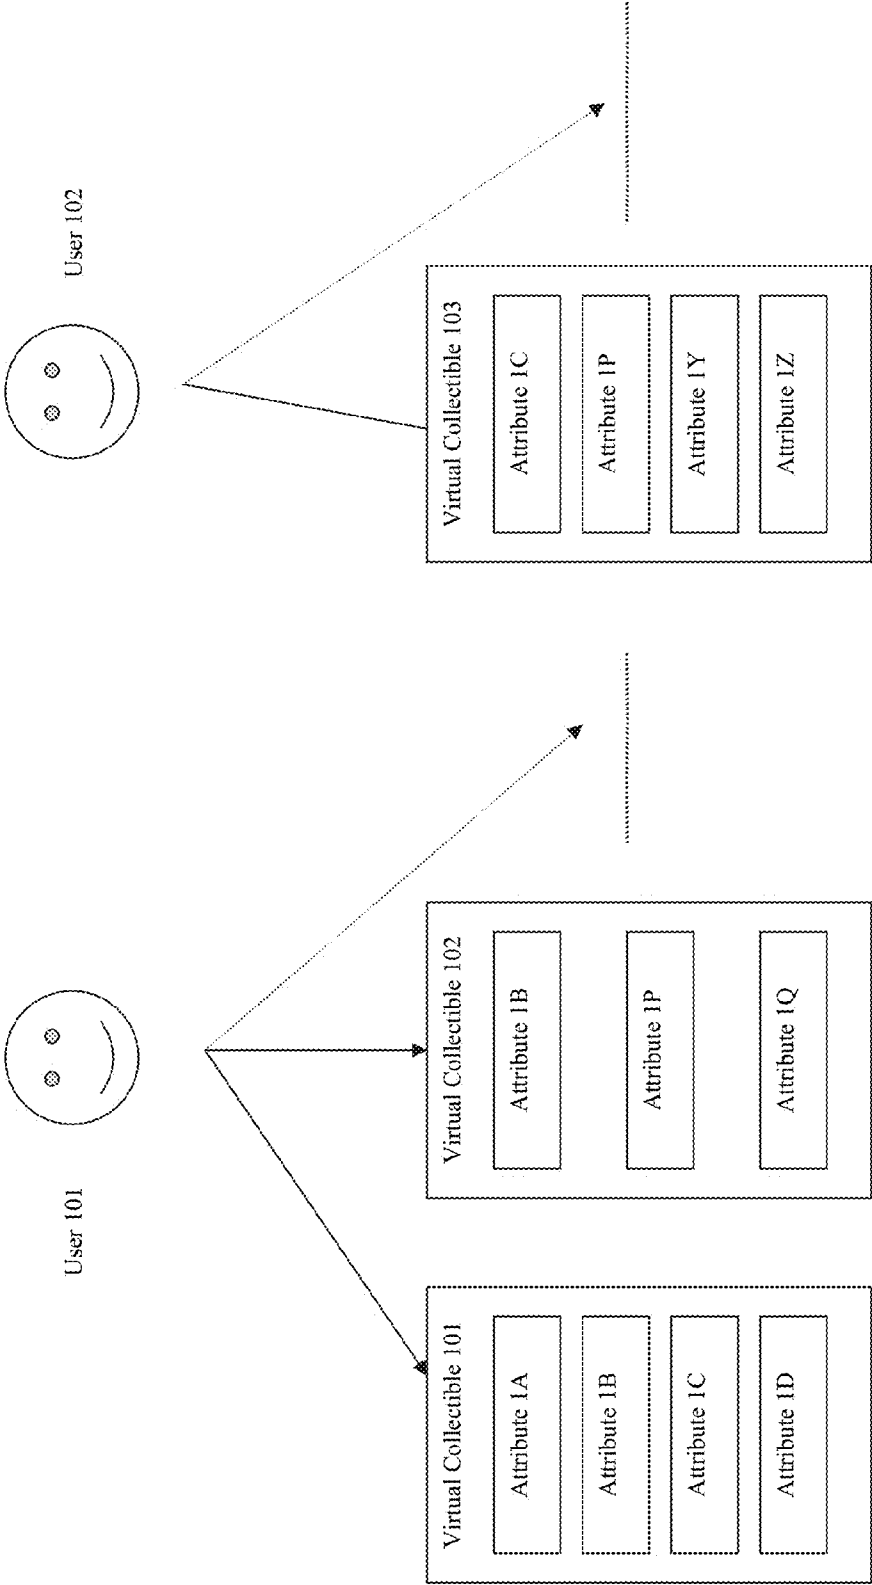 User 101
User 102
Virtual Collectible 101
Attribute 1A
Attribute 1B
Attribute 1C
Attribute 1D
Virtual Collectible 102
Attribute 1B
Attribute 1P
Attribute 1Q
Virtual Collectible 103
Attribute 1C
Attribute 1P
Attribute 1Y
Attribute 1Z